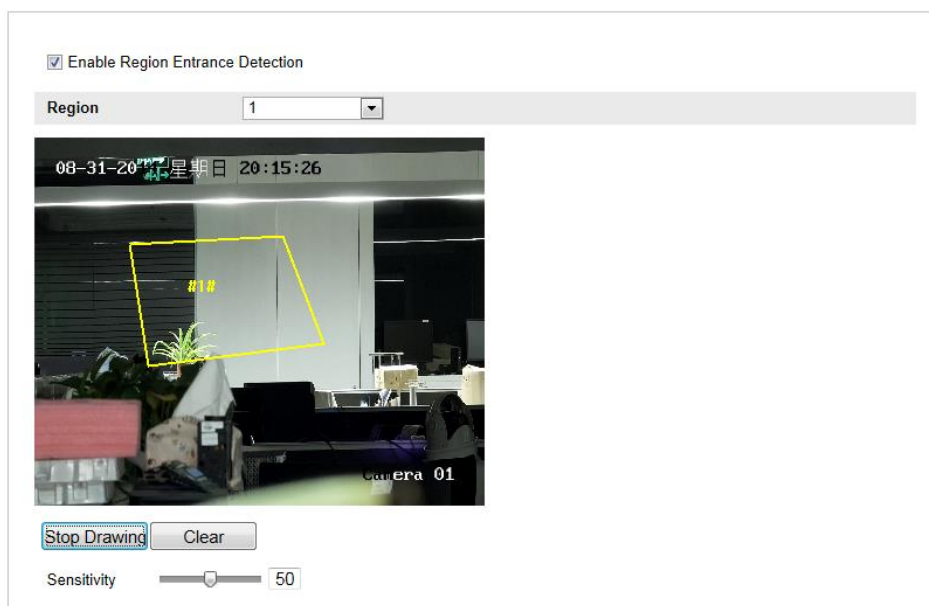 Enable Region Entrance Detection
Region 1
08-31-20 星期日 20:15:26
#1#
Camera 01
Stop Drawing Clear
Sensitivity 50